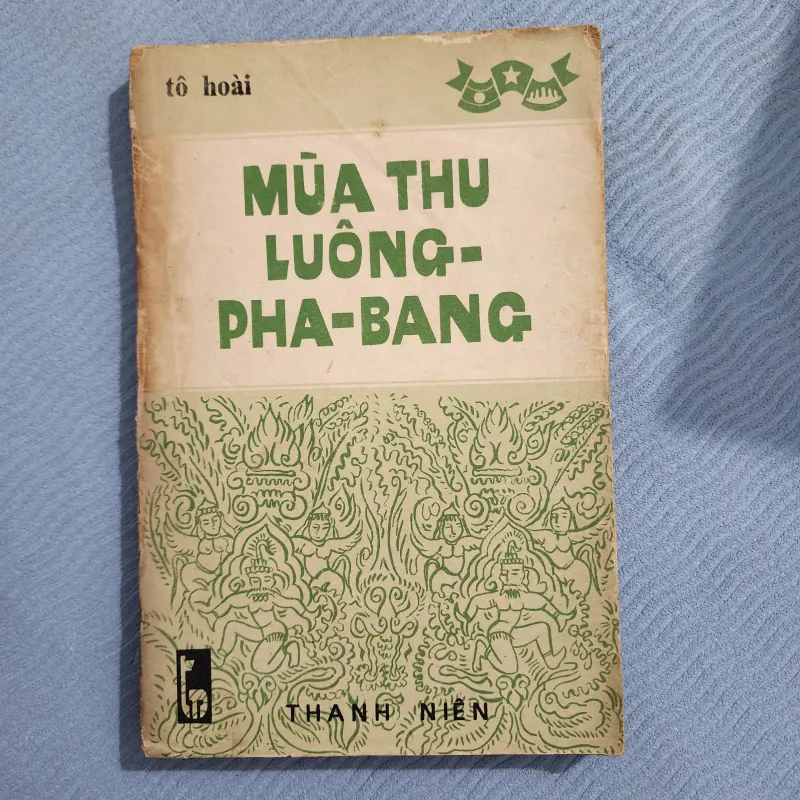 tô hoài
MÙA THU
LUÔNG-
PHA-BANG
THANH NIÊN